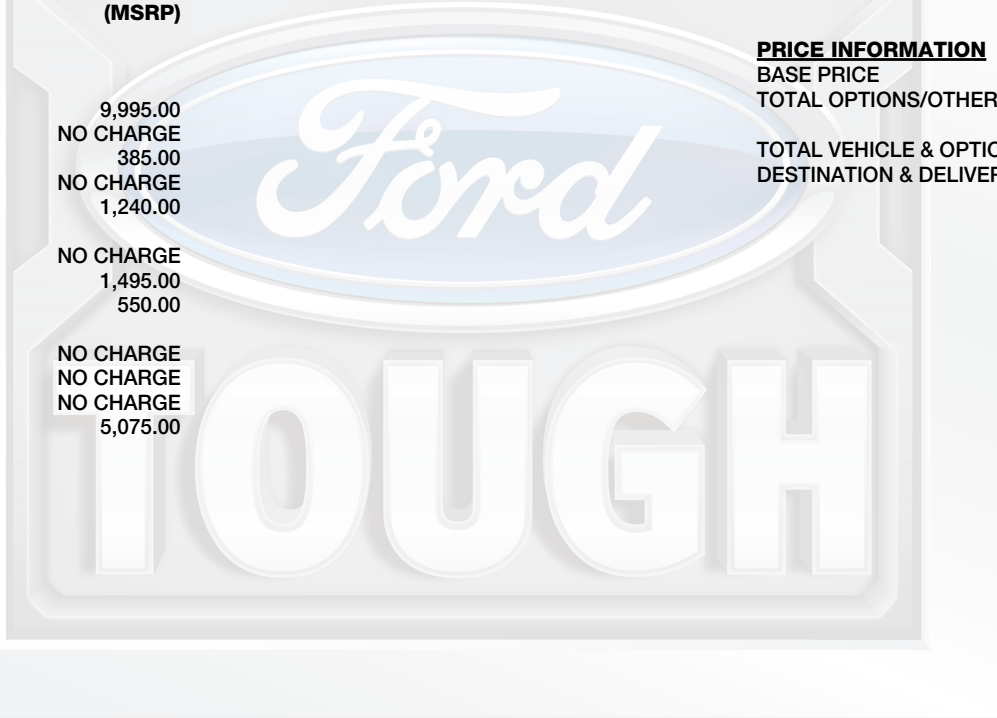 (MSRP)
9,995.00
NO CHARGE
385.00
NO CHARGE
1,240.00
NO CHARGE
1,495.00
550.00
NO CHARGE
NO CHARGE
NO CHARGE
5,075.00
PRICE INFORMATION
BASE PRICE
TOTAL OPTIONS/OTHER
TOTAL VEHICLE & OPTIO
DESTINATION & DELIVER
Ford
TOUGH